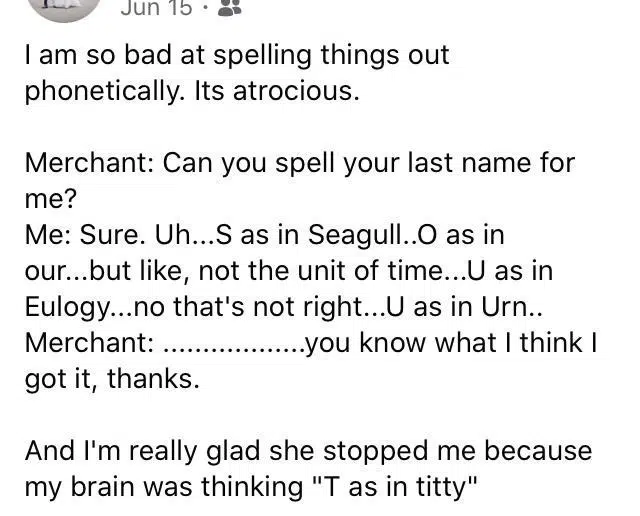 Jun 15 ·
I am so bad at spelling things out
phonetically. Its atrocious.
Merchant: Can you spell your last name for
me?
Me: Sure. Uh...S as in Seagull..O as in
our...but like, not the unit of time...U as in
Eulogy...no that's not right...U as in Urn..
Merchant: ..................you know what I think I
got it, thanks.
And I'm really glad she stopped me because
my brain was thinking "T as in titty"